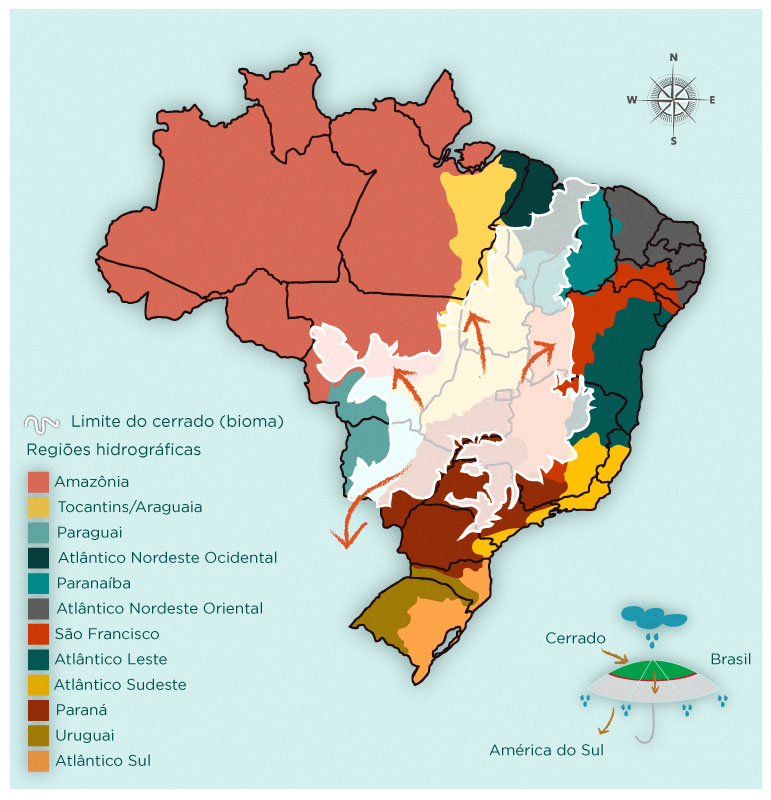 N
W E
S
Limite do cerrado (bioma)
Regiões hidrográficas
Amazônia
Tocantins/Araguaia
Paraguai
Atlântico Nordeste Ocidental
Paranaíba
Atlântico Nordeste Oriental
São Francisco
Atlântico Leste
Atlântico Sudeste
Paraná
Uruguai
Atlântico Sul
Cerrado
Brasil
América do Sul